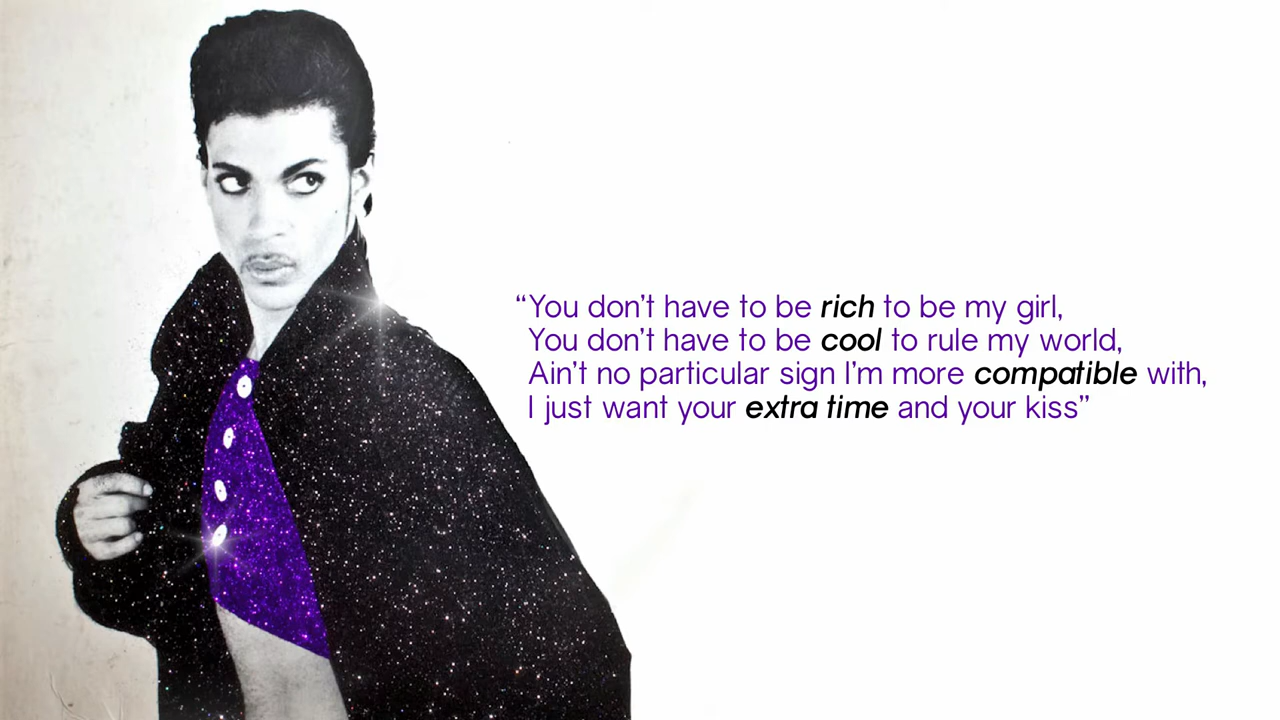 “You don’t have to be rich to be my girl,
You don’t have to be cool to rule my world,
Ain’t no particular sign I’m more compatible with,
I just want your extra time and your kiss”